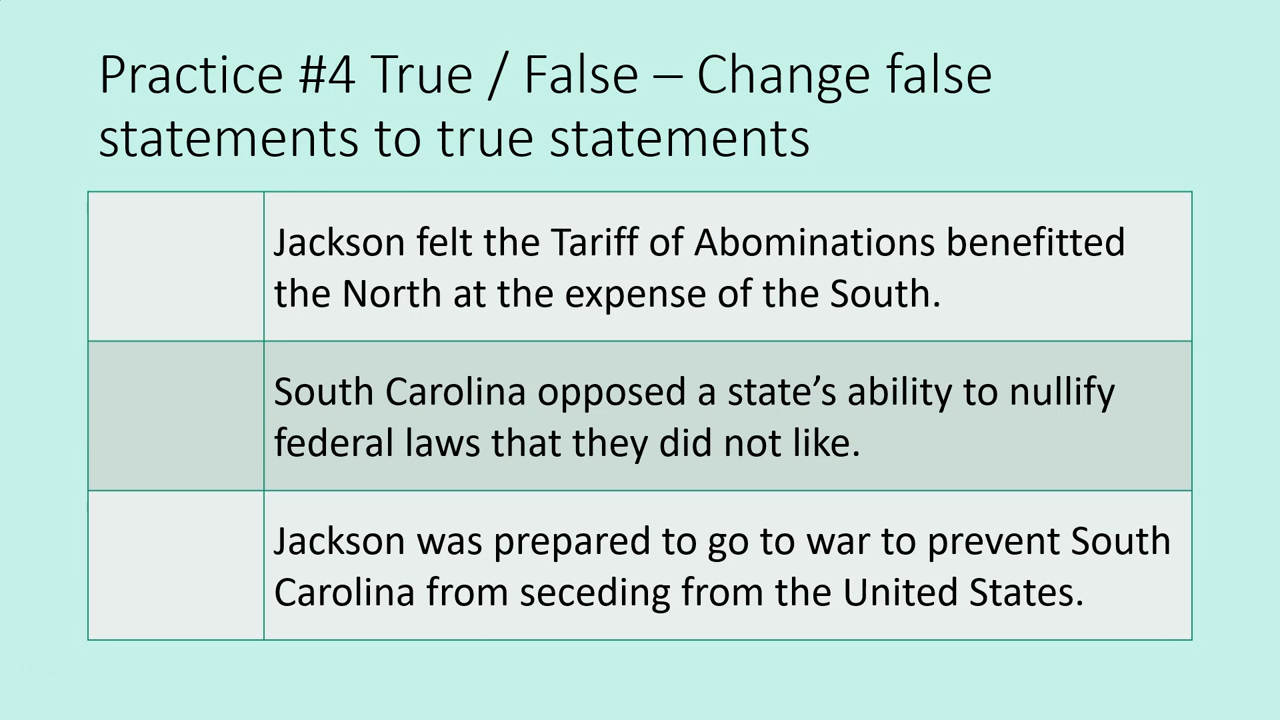 Practice #4 True / False – Change false
statements to true statements
Jackson felt the Tariff of Abominations benefitted
the North at the expense of the South.
South Carolina opposed a state’s ability to nullify
federal laws that they did not like.
Jackson was prepared to go to war to prevent South
Carolina from seceding from the United States.